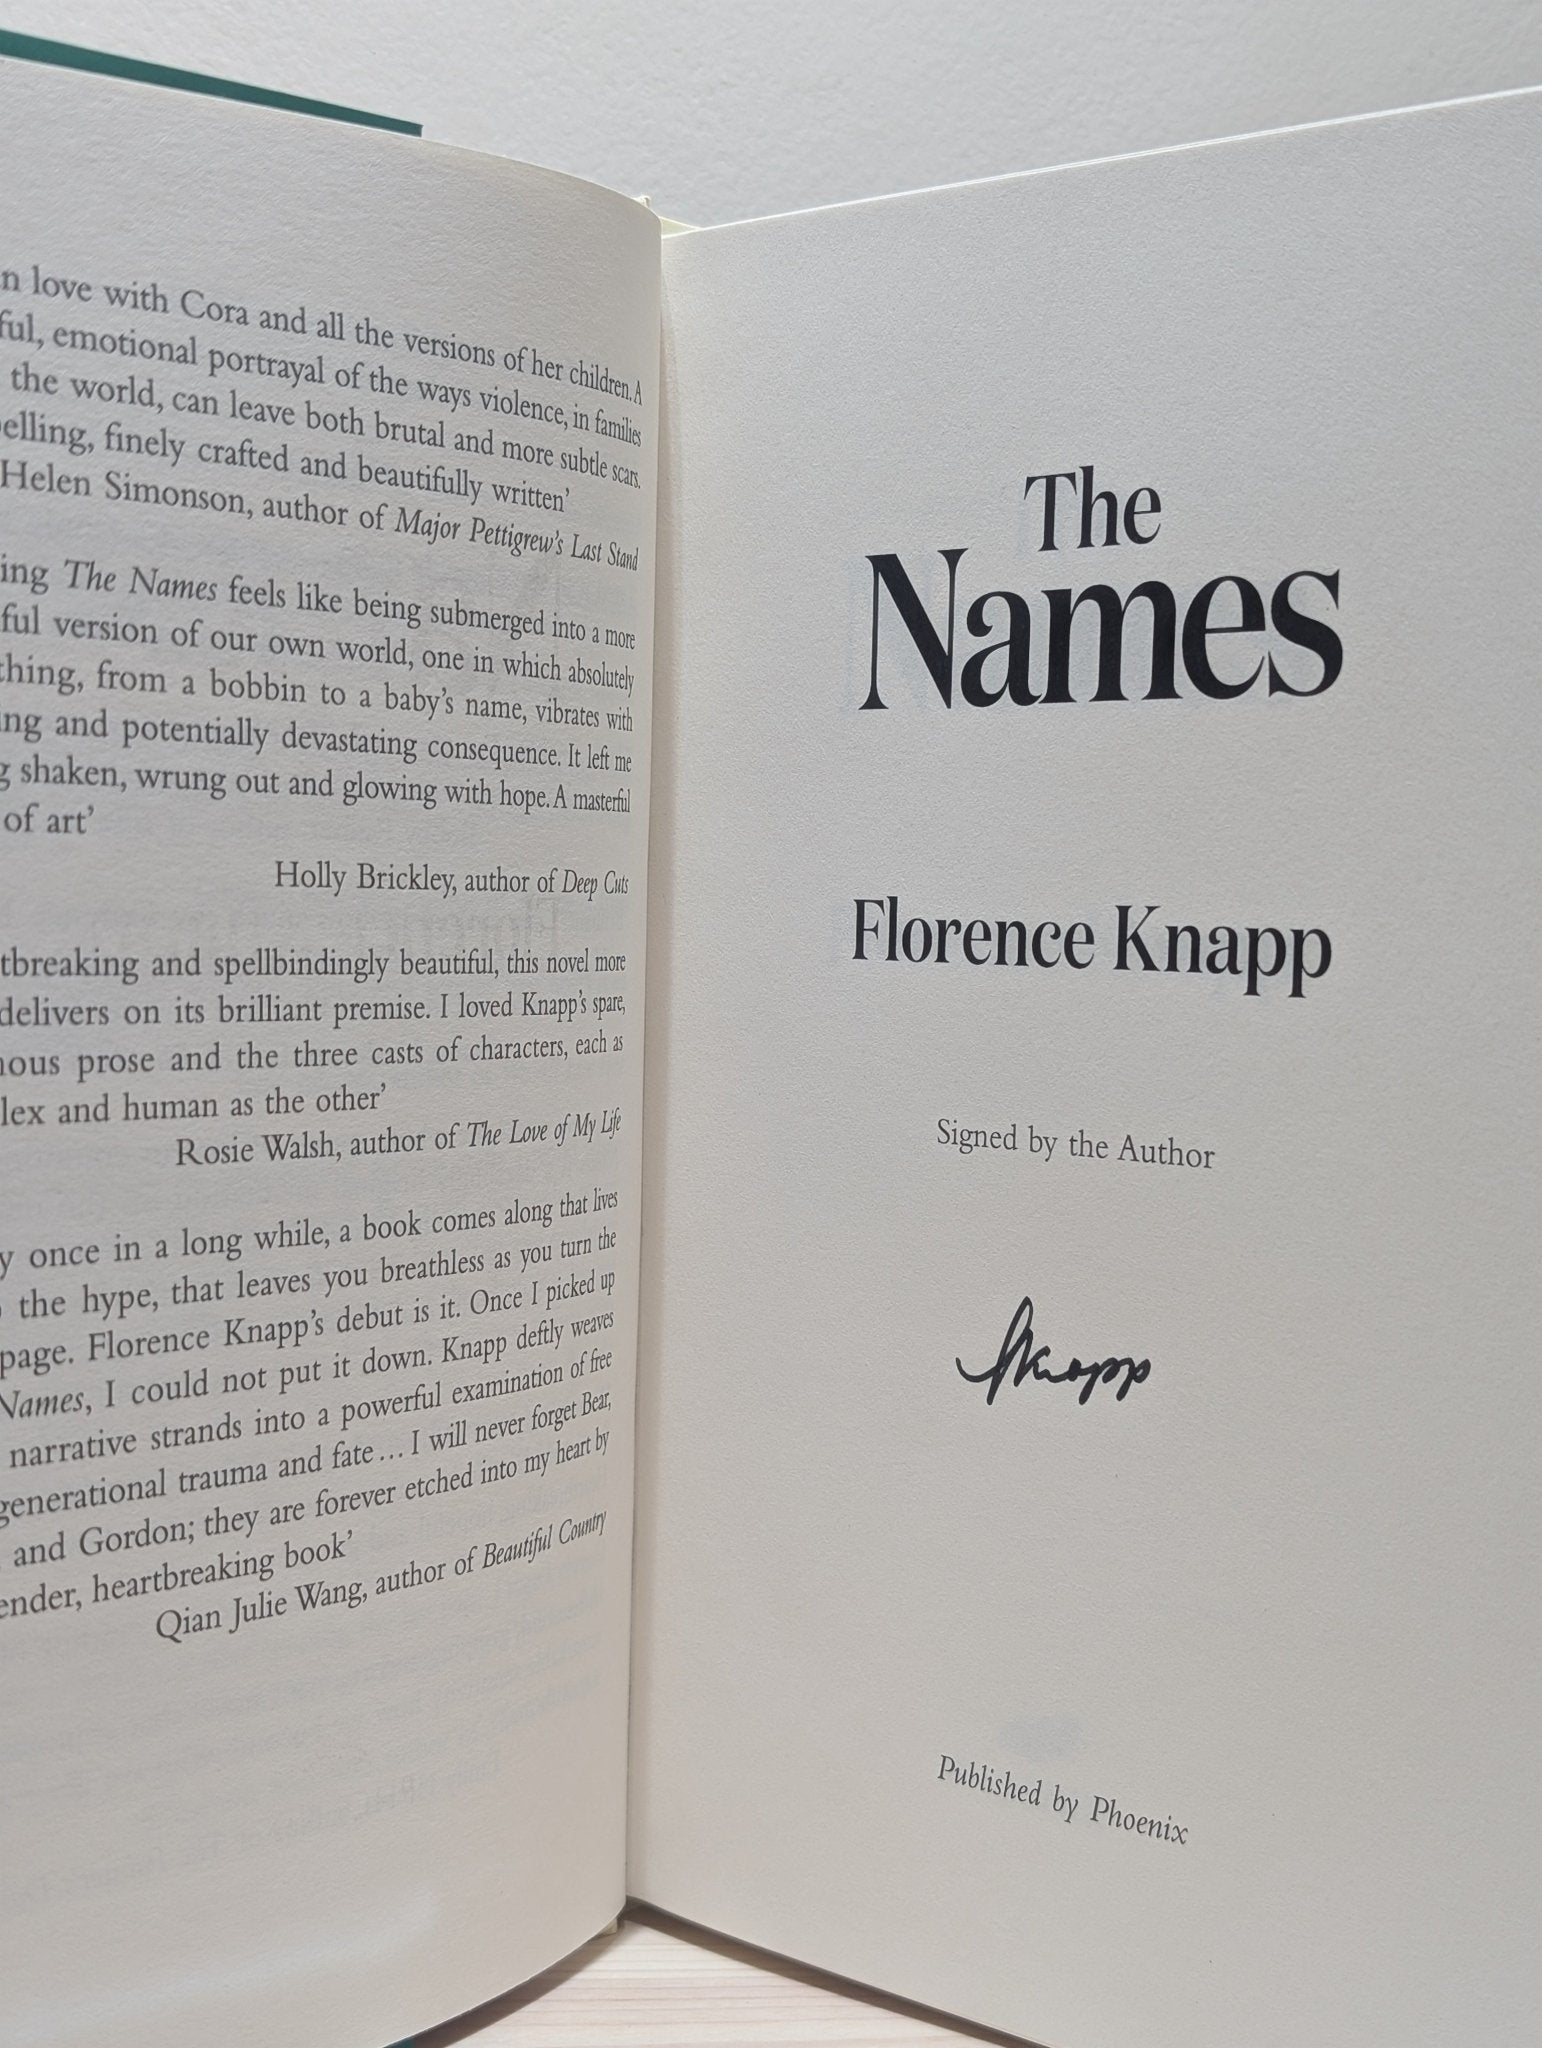 n love with Cora and all the versions of her children. A
ful, emotional portrayal of the ways violence, in families
the world, can leave both brutal and more subtle scars.
elling, finely crafted and beautifully written’
Helen Simonson, author of Major Pettigrew’s Last Stand
ing The Names feels like being submerged into a more
ful version of our own world, one in which absolutely
thing, from a bobbin to a baby’s name, vibrates with
ing and potentially devastating consequence. It left me
g shaken, wrung out and glowing with hope. A masterful
of art’
Holly Brickley, author of Deep Cuts
tbreaking and spellbindingly beautiful, this novel more
delivers on its brilliant premise. I loved Knapp’s spare,
nous prose and the three casts of characters, each as
lex and human as the other’
Rosie Walsh, author of The Love of My Life
y once in a long while, a book comes along that lives
o the hype, that leaves you breathless as you turn the
page. Florence Knapp’s debut is it. Once I picked up
Names, I could not put it down. Knapp deftly weaves
narrative strands into a powerful examination of free
generational trauma and fate … I will never forget Bear,
, and Gordon; they are forever etched into my heart by
ender, heartbreaking book’
Qian Julie Wang, author of Beautiful Country
The
Names
Florence Knapp
Signed by the Author
Knapp
Published by Phoenix